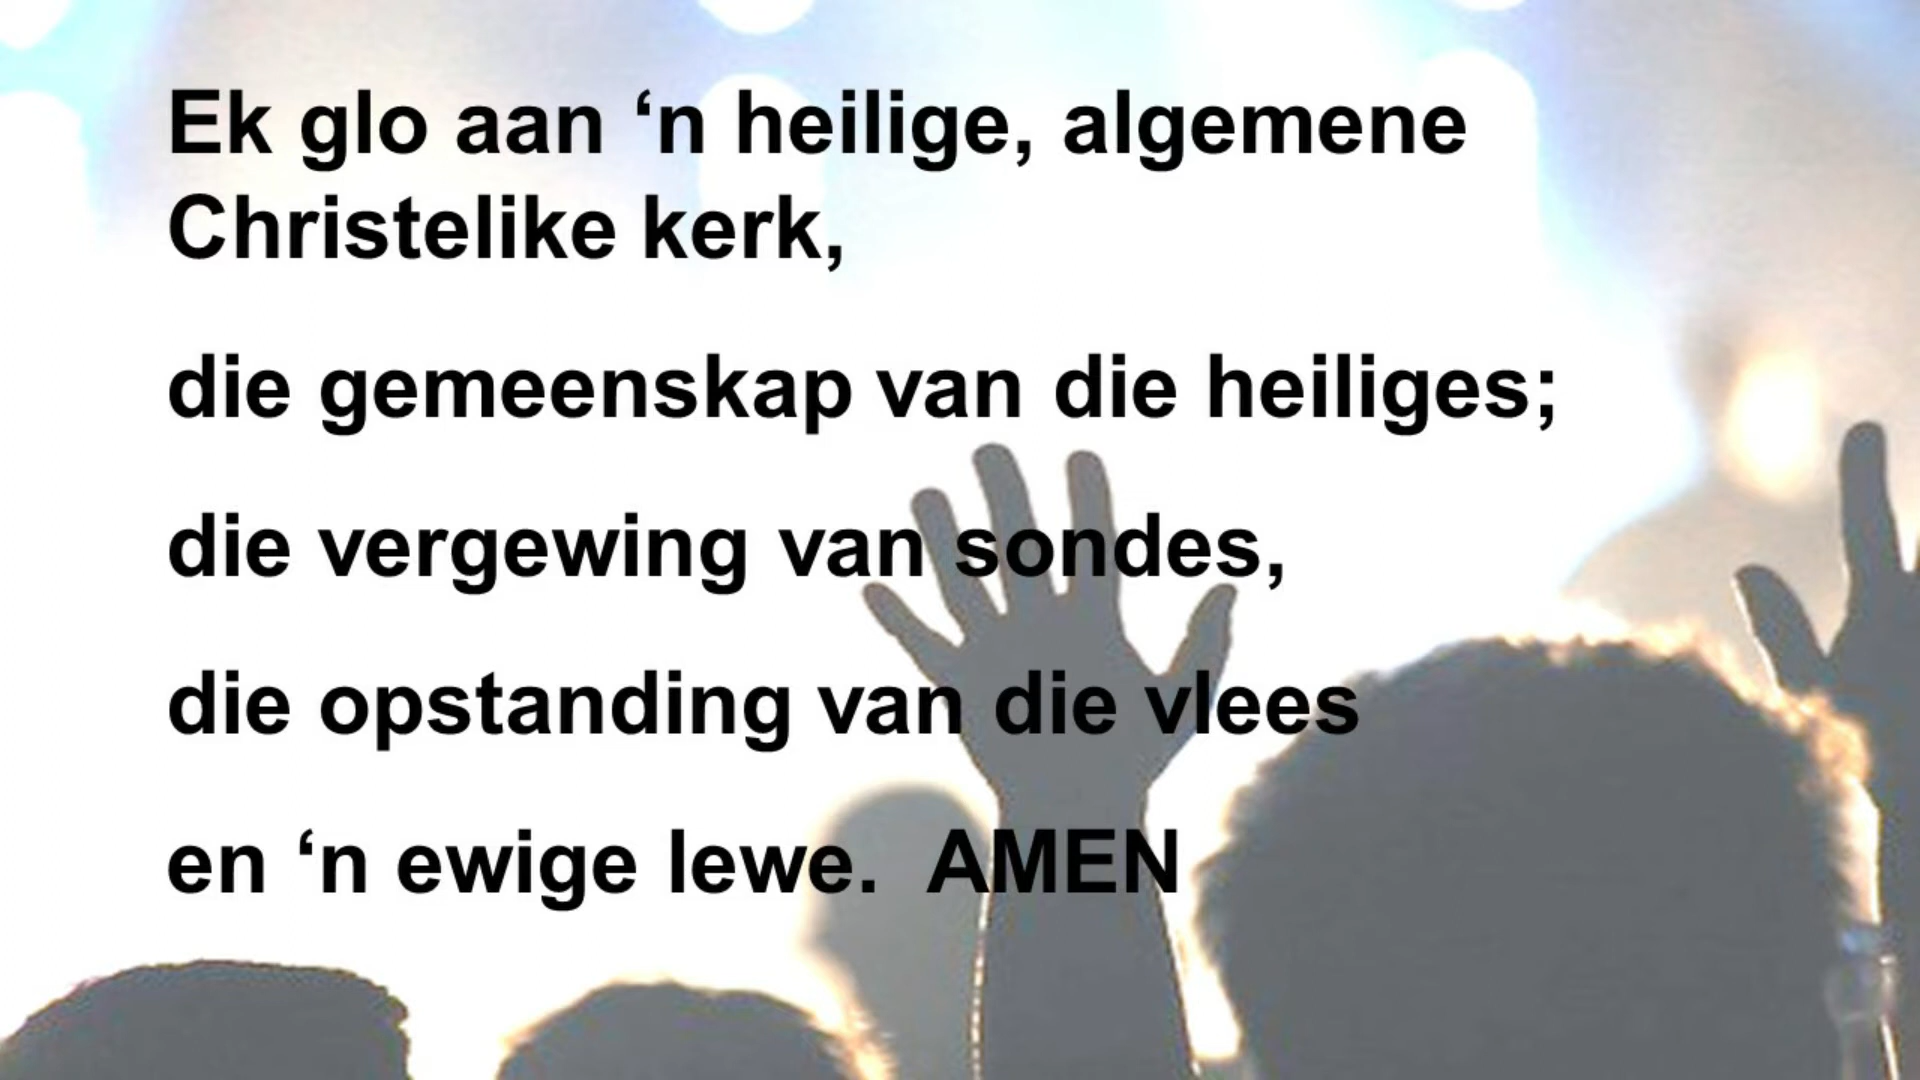 Ek glo aan ‘n heilige, algemene
Christelike kerk,
die gemeenskap van die heiliges;
die vergewing van sondes,
die opstanding van die vlees
en ‘n ewige lewe.  AMEN